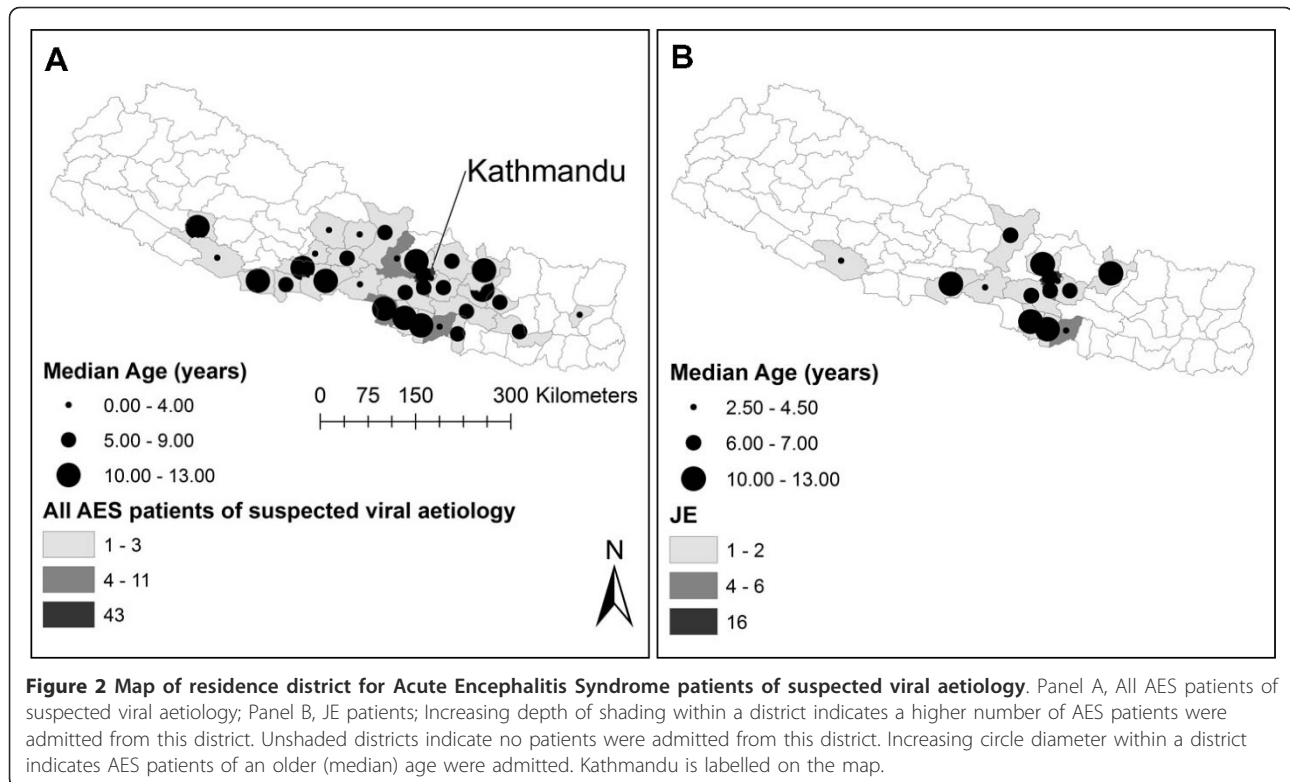 A
Kathmandu
Median Age (years)
0.00 - 4.00
5.00 - 9.00
10.00 - 13.00
0 75 150 300 Kilometers
All AES patients of suspected viral aetiology
1 - 3
4 - 11
43
N
B
Median Age (years)
2.50 - 4.50
6.00 - 7.00
10.00 - 13.00
JE
1 - 2
4 - 6
16
Figure 2 Map of residence district for Acute Encephalitis Syndrome patients of suspected viral aetiology. Panel A, All AES patients of
suspected viral aetiology; Panel B, JE patients; Increasing depth of shading within a district indicates a higher number of AES patients were
admitted from this district. Unshaded districts indicate no patients were admitted from this district. Increasing circle diameter within a district
indicates AES patients of an older (median) age were admitted. Kathmandu is labelled on the map.